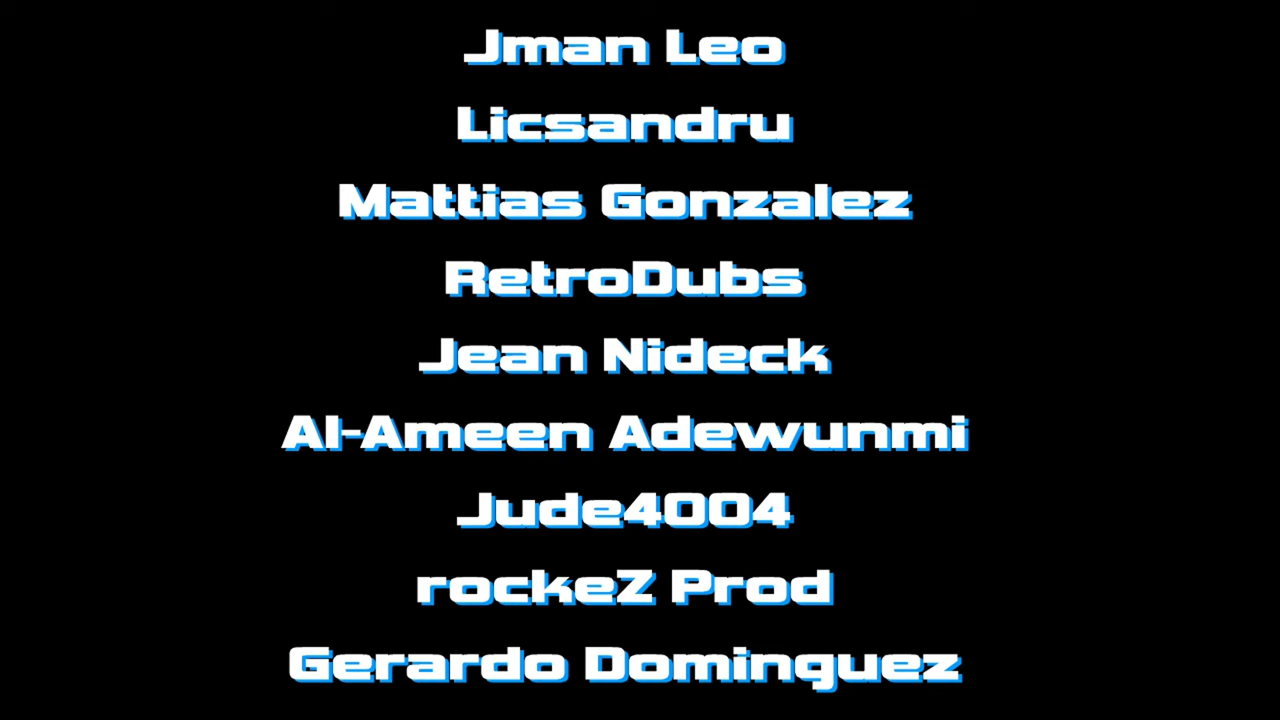 Jman Leo
Licsandru
Mattias Gonzalez
RetroDubs
Jean Nideck
Al-Ameen Adewunmi
Jude4004
rockeZ Prod
Gerardo Dominguez